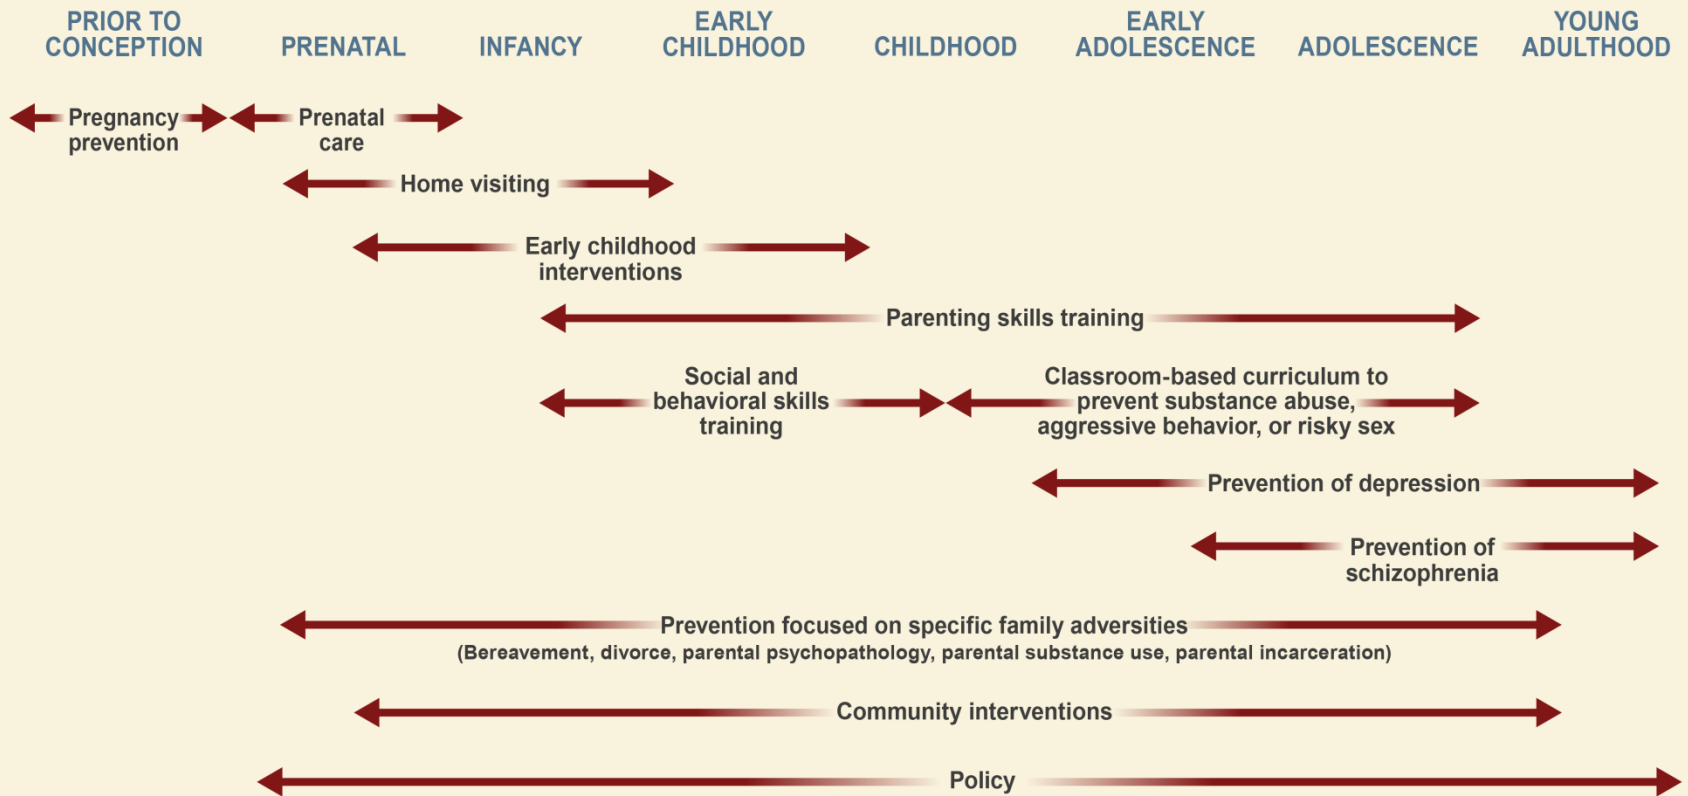 PRIOR TO
CONCEPTION
PRENATAL
INFANCY
EARLY
CHILDHOOD
CHILDHOOD
EARLY
ADOLESCENCE
ADOLESCENCE
YOUNG
ADULTHOOD
Pregnancy
prevention
Prenatal
care
Home visiting
Early childhood
interventions
Parenting skills training
Social and
behavioral skills
training
Classroom-based curriculum to
prevent substance abuse,
aggressive behavior, or risky sex
Prevention of depression
Prevention of
schizophrenia
Prevention focused on specific family adversities
(Bereavement, divorce, parental psychopathology, parental substance use, parental incarceration)
Community interventions
Policy